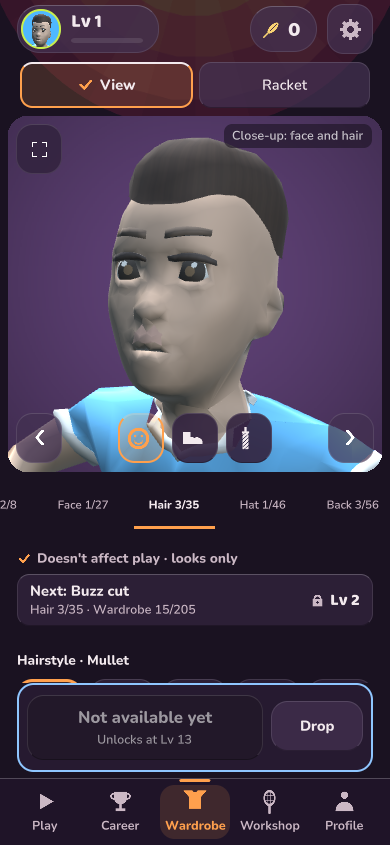 Lv 1
0
View
Racket
Close-up: face and hair
2/8
Face 1/27
Hair 3/35
Hat 1/46
Back 3/56
Doesn't affect play · looks only
Next: Buzz cut
Hair 3/35 · Wardrobe 15/205
Lv 2
Hairstyle · Mullet
Not available yet
Unlocks at Lv 13
Drop
Play
Career
Wardrobe
Workshop
Profile